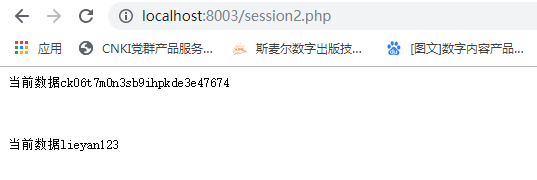 localhost:8003/session2.php
应用 CNKI党群产品服务... 斯麦尔数字出版技... [图文]数字内容产品...
当前数据ck06t7m0n3sb9ihpkde3e47674
当前数据lieyan123